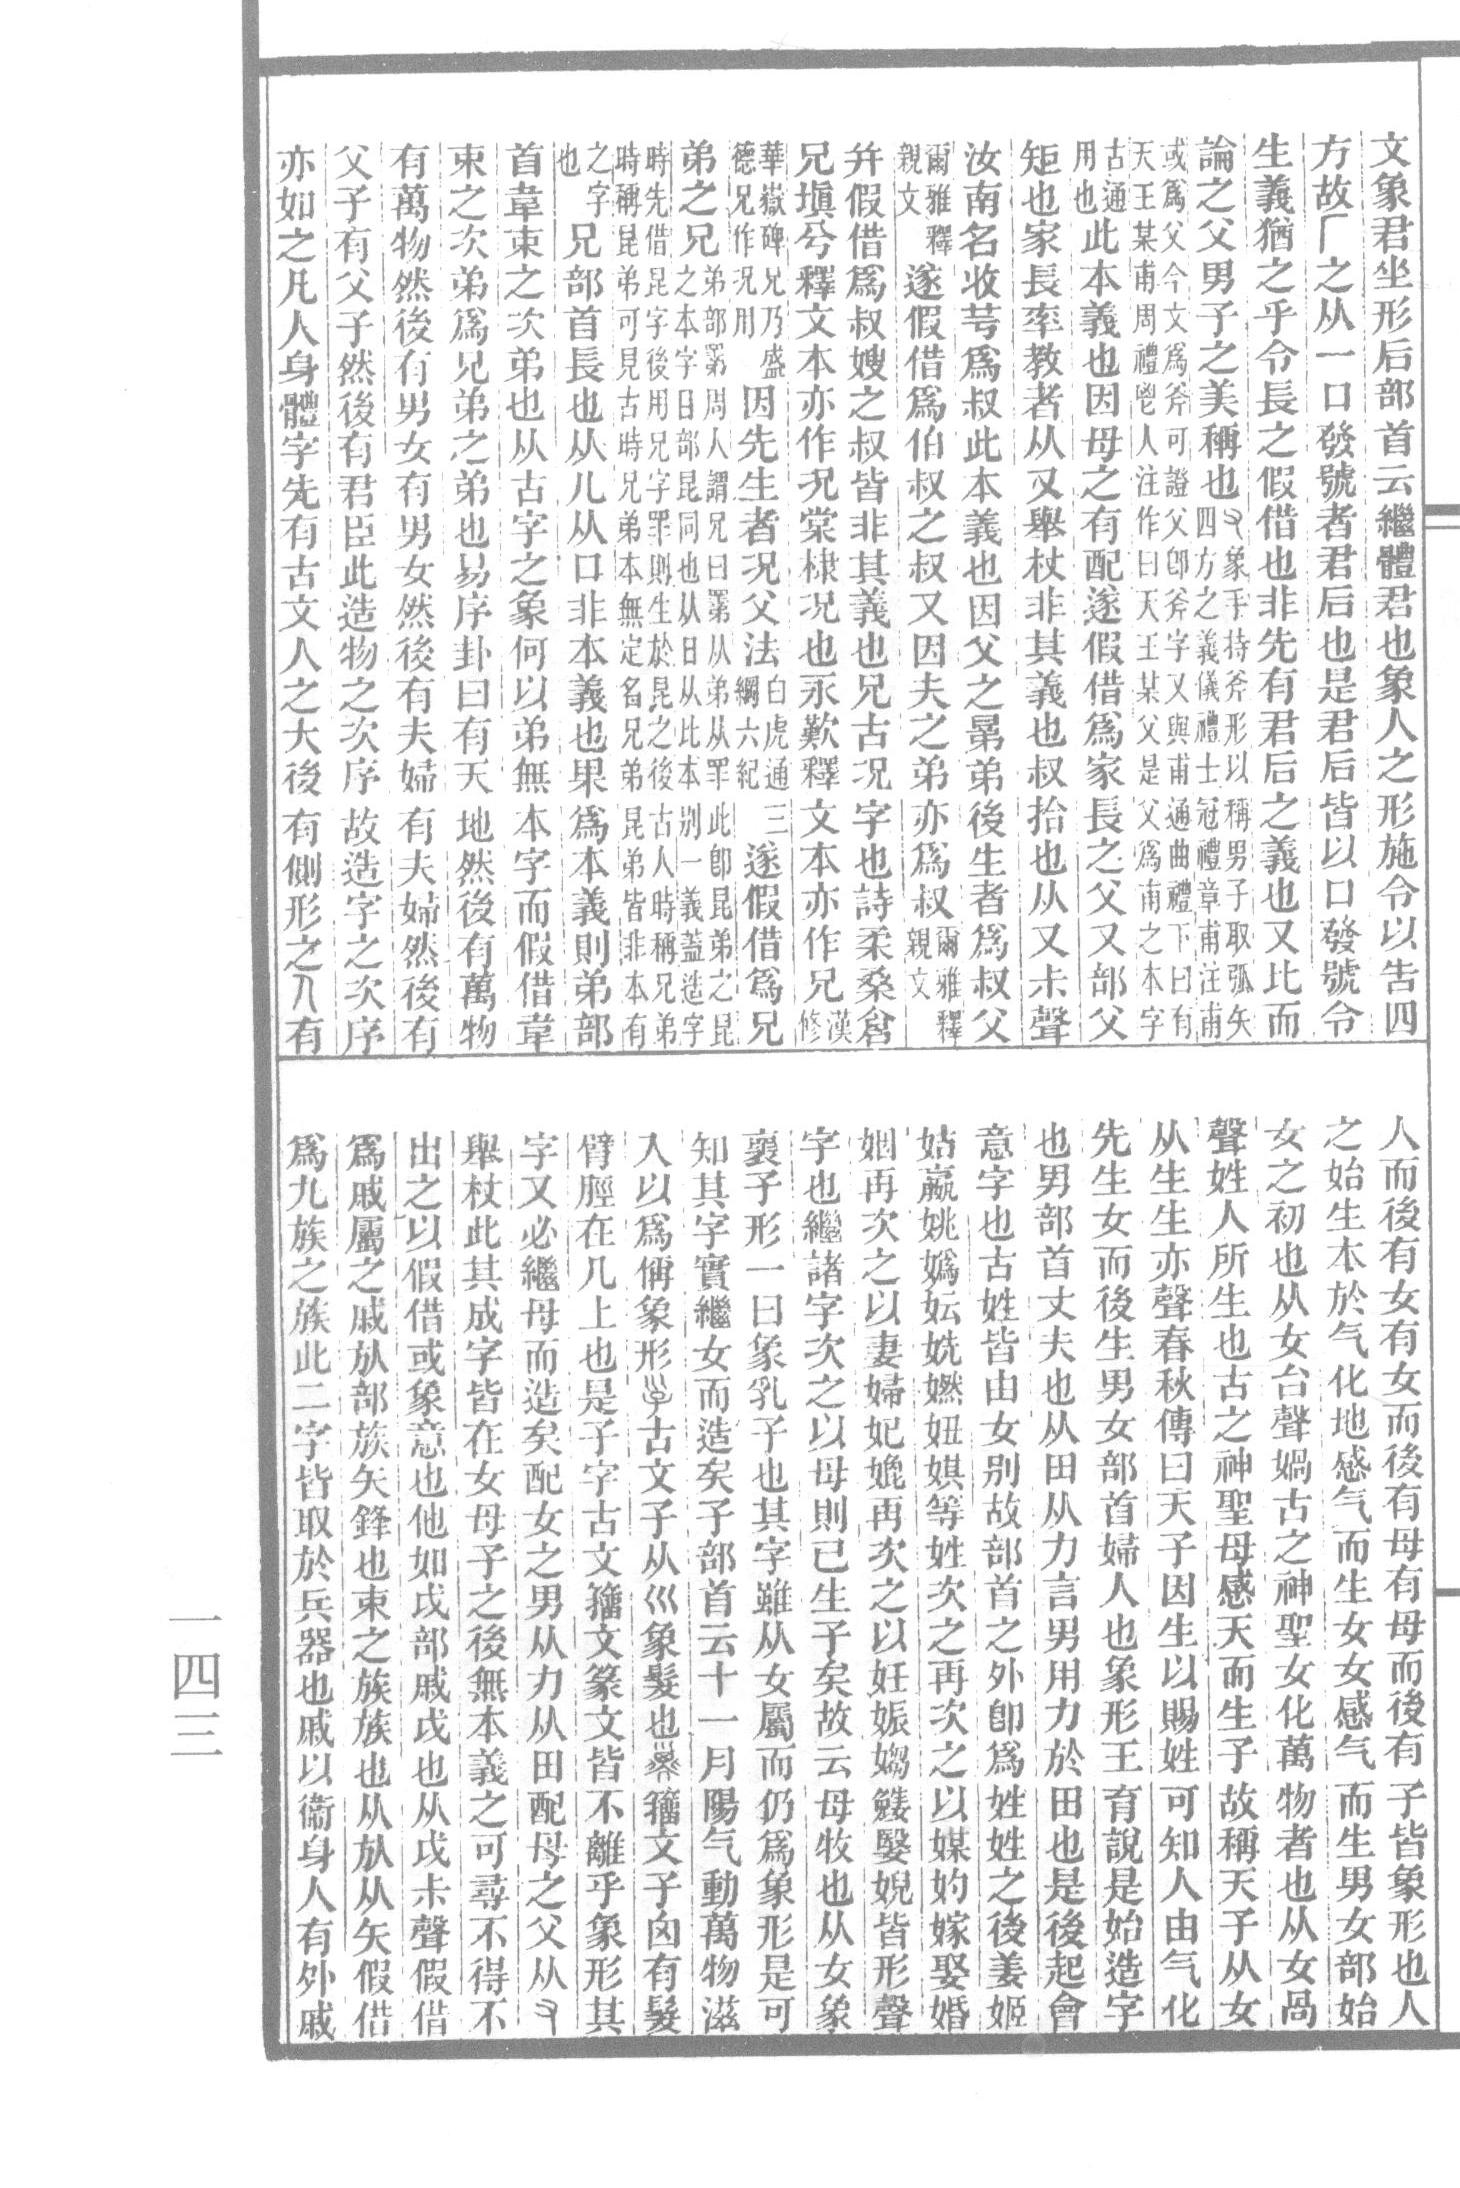 文象君坐形后部首云繼體君也象人之形施令以告四
方故厂之从一口發號者君后也是君后皆以口發號令
生義猶之乎令長之假借也非先有君后之義也又比而
論之父男子之美稱也象手持斧形以稱男子取弧矢四方之義儀禮士冠禮章甫注甫
或爲父今文爲斧可證父卽斧字又與甫通曲禮下曰有天王某甫周禮鬯人注作曰天王某父是父爲甫之本字
古通用也此本義也因母之有配遂假借爲家長之父又部父
矩也家長率教者从又舉杖非其義也叔拾也从又尗聲
汝南名收芌爲叔此本義也因父之晜弟後生者爲叔父
爾雅釋親文遂假借爲伯叔之叔又因夫之弟亦爲叔爾雅釋親文
幷假借爲叔嫂之叔皆非其義也兄古况字也詩柔桑倉
兄塡兮釋文本亦作况棠棣况也永歎釋文本亦作兄漢修
華嶽碑兄乃盛德兄作况用因先生者况父法白虎通綱六紀三遂假借爲兄
弟之兄弟部䍞周人謂兄曰䍞从弟从眔此卽昆弟之昆之本字日部昆同也从日从此本别一義蓋造字
時先借昆字後用兄字䍞則生於昆之後古人時稱兄弟時稱昆弟可見古時兄弟本無定名兄弟昆弟皆非本有
之字也兄部首長也从儿从口非本義也果爲本義則弟部
首韋束之次弟也从古字之象何以弟無本字而假借韋
束之次弟爲兄弟之弟也易序卦曰有天地然後有萬物
有萬物然後有男女有男女然後有夫婦有夫婦然後有
父子有父子然後有君臣此造物之次序故造字之次序
亦如之凡人身體字先有古文人之大後有側形之人有
人而後有女有女而後有母有母而後有子皆象形也人
之始生本於气化地感气而生女女感气而生男女部始
女之初也从女台聲媧古之神聖女化萬物者也从女咼
聲姓人所生也古之神聖母感天而生子故稱天子从女
从生生亦聲春秋傳曰天子因生以賜姓可知人由气化
先生女而後生男女部首婦人也象形王育說是始造字
也男部首丈夫也从田从力言男用力於田也是後起會
意字也古姓皆由女别故部首之外卽爲姓姓之後姜姬
姞嬴姚嬀妘姺嬿妞娸等姓次之再次之以媒妁嫁娶婚
姻再次之以妻婦妃媲再次之以妊娠媰㝃嫛婗皆形聲
字也繼諸字次之以母則已生子矣故云母牧也从女象
褱子形一曰象乳子也其字雖从女屬而仍爲象形是可
知其字實繼女而造矣子部首云十一月陽气動萬物滋
入以爲偁象形古文子从巛象髮也籒文子囟有髮
臂脛在几上也是子字古文籒文篆文皆不離乎象形其
字又必繼母而造矣配女之男从力从田配母之父从
舉杖此其成字皆在女母子之後無本義之可尋不得不
出之以假借或象意也他如戉部戚戉也从戉尗聲假借
爲戚屬之戚㫃部族矢鋒也束之族族也从㫃从矢假借
爲九族之族此二字皆取於兵器也戚以衞身人有外戚
一四三